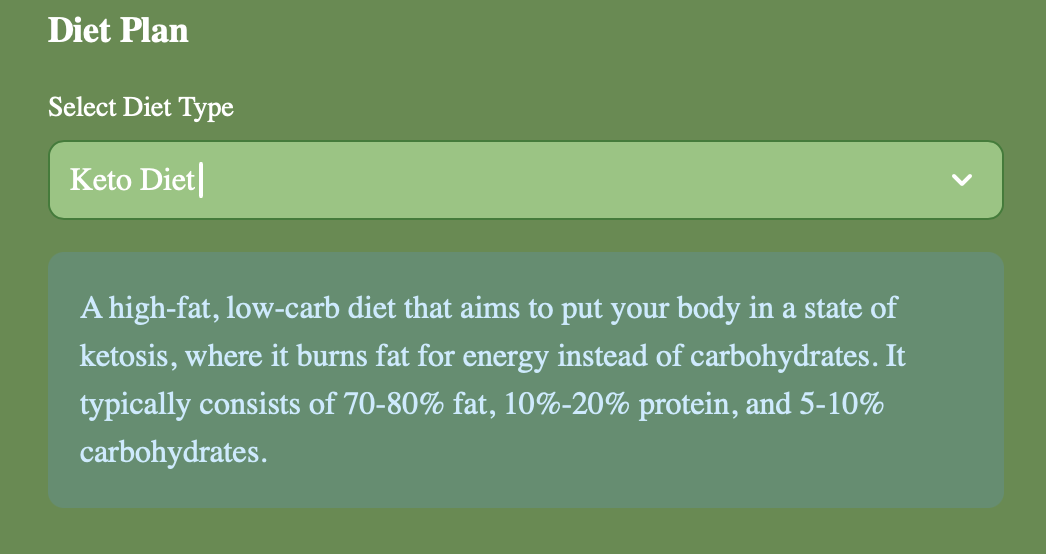 Diet Plan
Select Diet Type
Keto Diet
A high-fat, low-carb diet that aims to put your body in a state of
ketosis, where it burns fat for energy instead of carbohydrates. It
typically consists of 70-80% fat, 10%-20% protein, and 5-10%
carbohydrates.